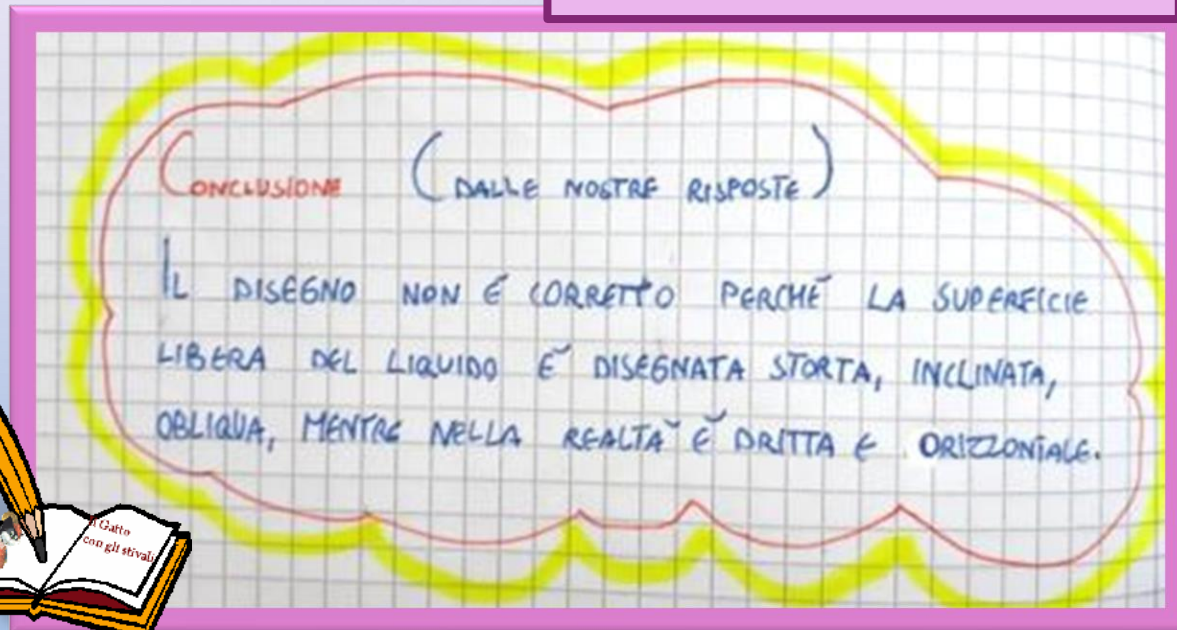 CONCLUSIONE (DALLE NOSTRE RISPOSTE)
IL DISEGNO NON É CORRETTO PERCHÉ LA SUPERFICIE
LIBERA DEL LIQUIDO É DISEGNATA STORTA, INCLINATA,
OBLIQUA, MENTRE NELLA REALTÀ É DRITTA E ORIZZONTALE.
Il Gatto
con gli stivali